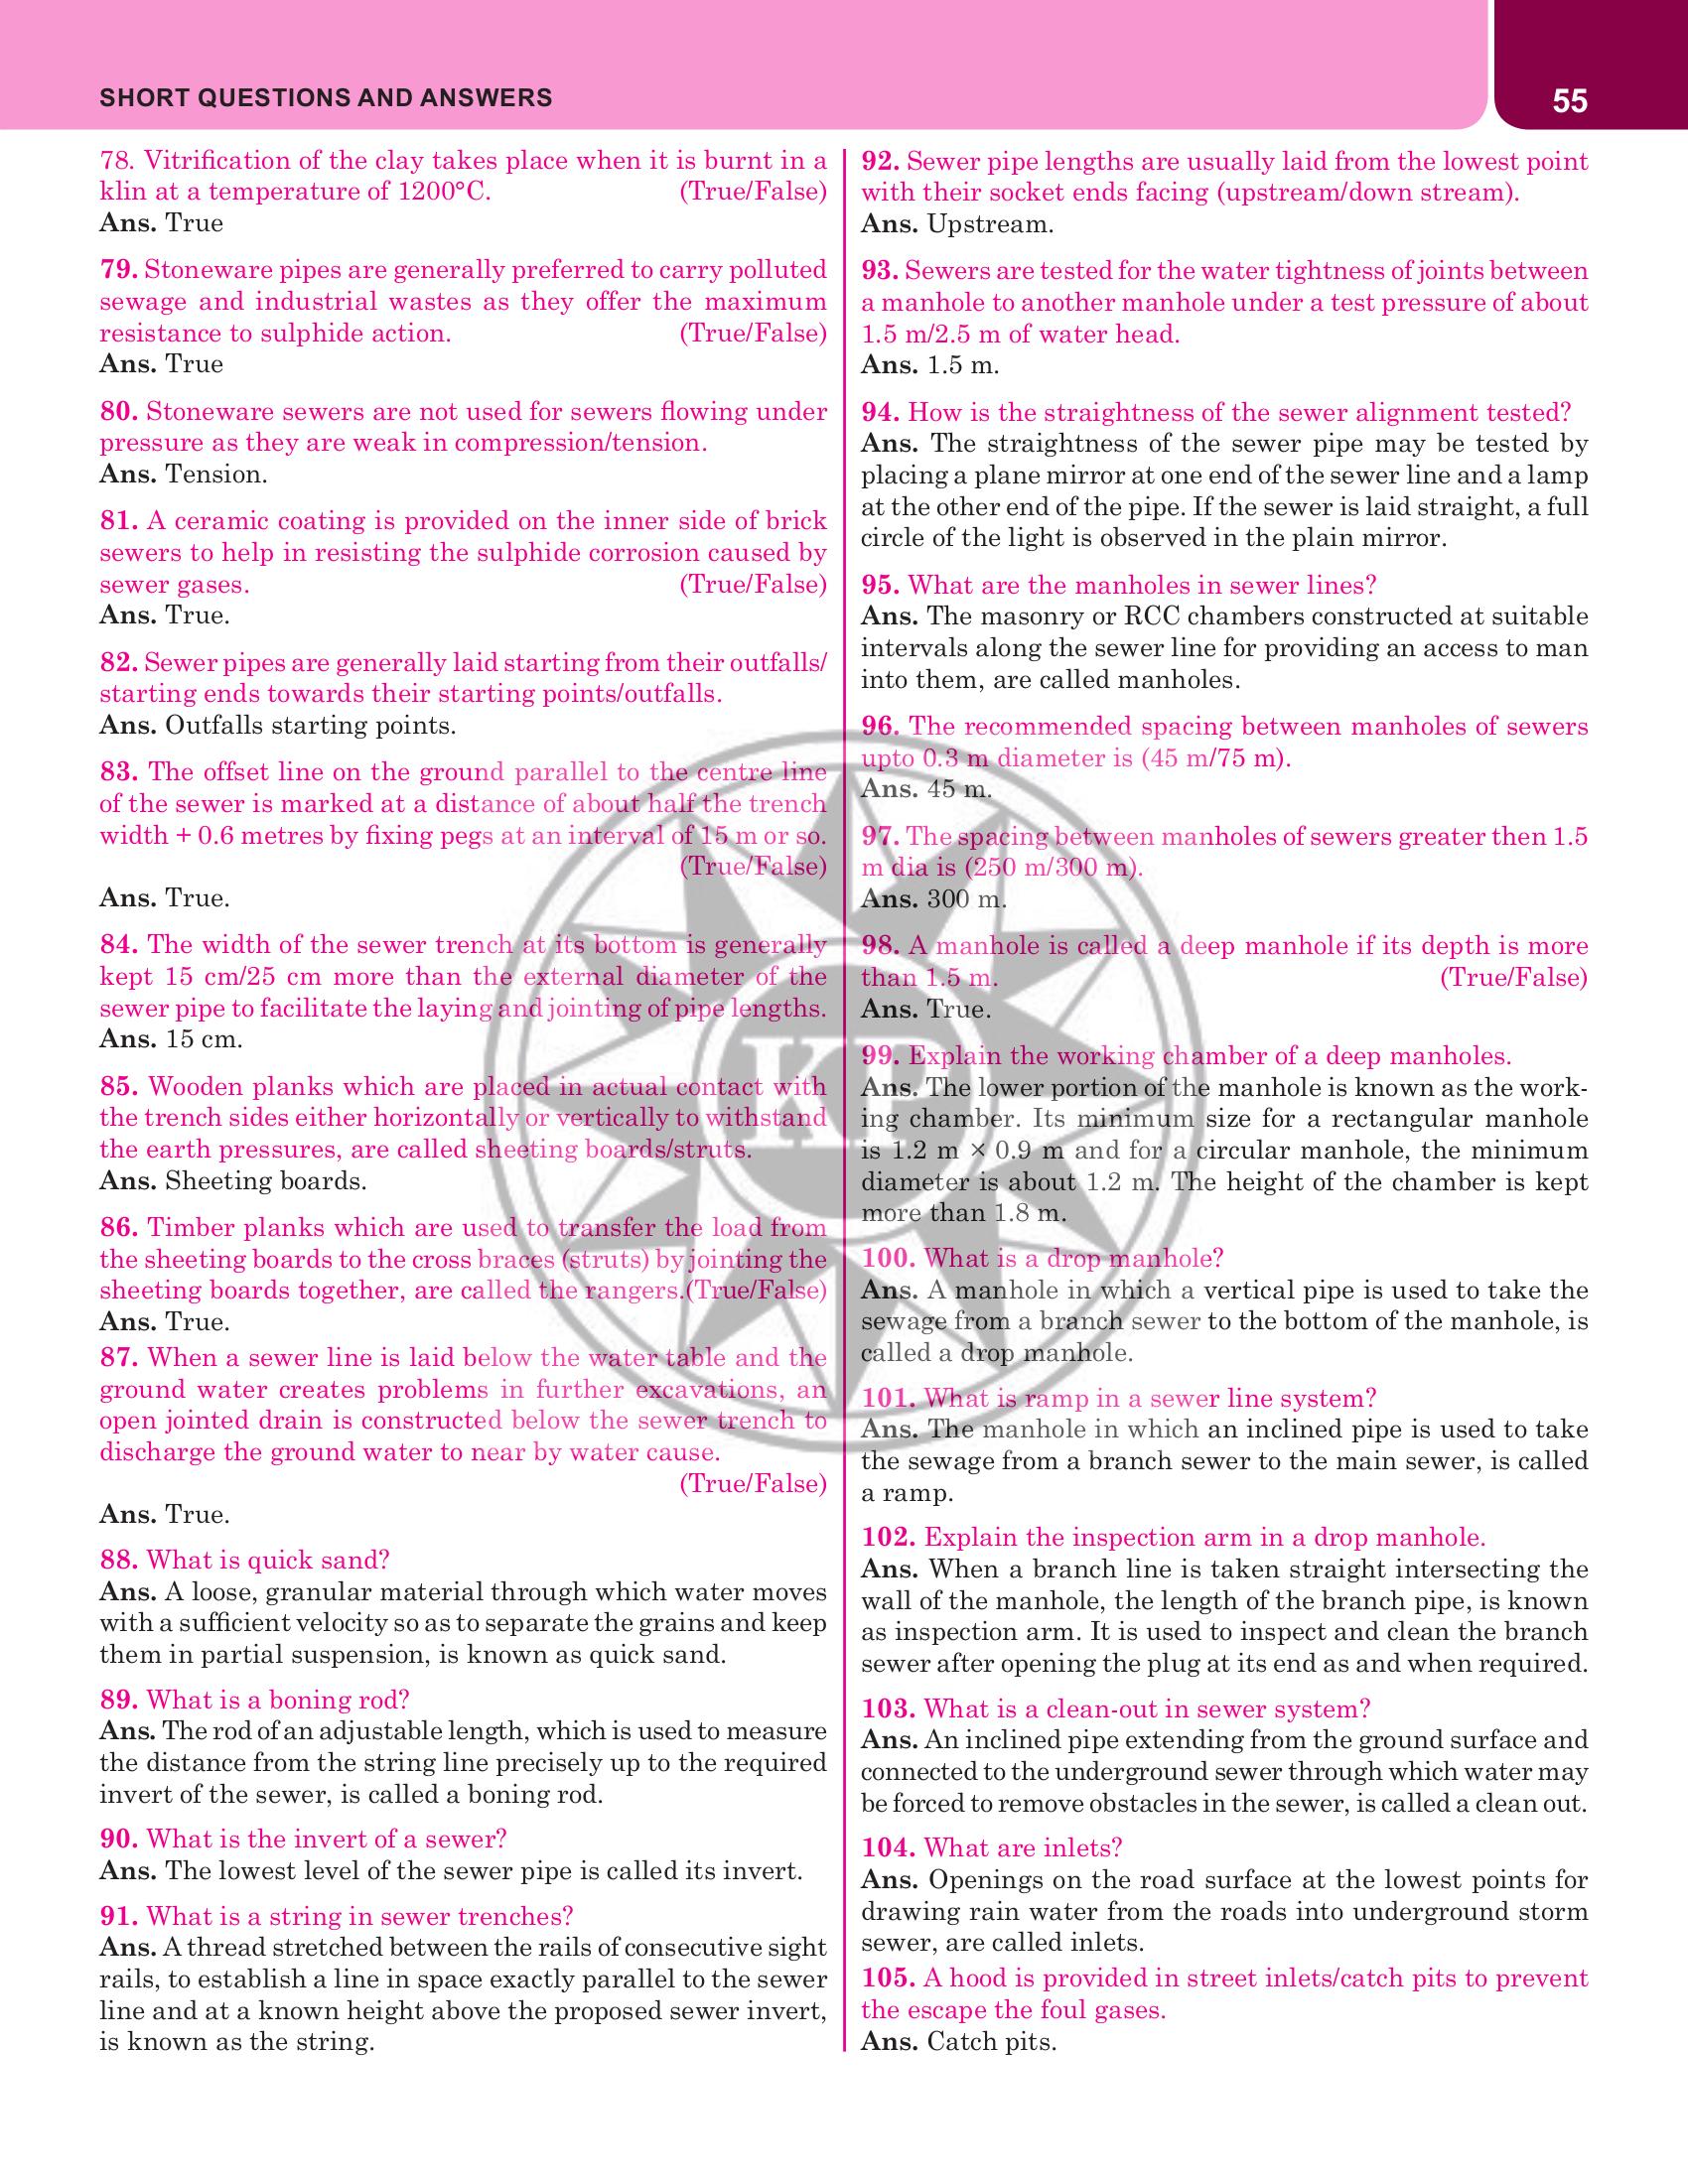 SHORT QUESTIONS AND ANSWERS
55
78. Vitrification of the clay takes place when it is burnt in a
klin at a temperature of 1200°C. (True/False)
Ans. True
79. Stoneware pipes are generally preferred to carry polluted
sewage and industrial wastes as they offer the maximum
resistance to sulphide action. (True/False)
Ans. True
80. Stoneware sewers are not used for sewers flowing under
pressure as they are weak in compression/tension.
Ans. Tension.
81. A ceramic coating is provided on the inner side of brick
sewers to help in resisting the sulphide corrosion caused by
sewer gases. (True/False)
Ans. True.
82. Sewer pipes are generally laid starting from their outfalls/
starting ends towards their starting points/outfalls.
Ans. Outfalls starting points.
83. The offset line on the ground parallel to the centre line
of the sewer is marked at a distance of about half the trench
width + 0.6 metres by fixing pegs at an interval of 15 m or so.
(True/False)
Ans. True.
84. The width of the sewer trench at its bottom is generally
kept 15 cm/25 cm more than the external diameter of the
sewer pipe to facilitate the laying and jointing of pipe lengths.
Ans. 15 cm.
85. Wooden planks which are placed in actual contact with
the trench sides either horizontally or vertically to withstand
the earth pressures, are called sheeting boards/struts.
Ans. Sheeting boards.
86. Timber planks which are used to transfer the load from
the sheeting boards to the cross braces (struts) by jointing the
sheeting boards together, are called the rangers.(True/False)
Ans. True.
87. When a sewer line is laid below the water table and the
ground water creates problems in further excavations, an
open jointed drain is constructed below the sewer trench to
discharge the ground water to near by water cause.
(True/False)
Ans. True.
88. What is quick sand?
Ans. A loose, granular material through which water moves
with a sufficient velocity so as to separate the grains and keep
them in partial suspension, is known as quick sand.
89. What is a boning rod?
Ans. The rod of an adjustable length, which is used to measure
the distance from the string line precisely up to the required
invert of the sewer, is called a boning rod.
90. What is the invert of a sewer?
Ans. The lowest level of the sewer pipe is called its invert.
91. What is a string in sewer trenches?
Ans. A thread stretched between the rails of consecutive sight
rails, to establish a line in space exactly parallel to the sewer
line and at a known height above the proposed sewer invert,
is known as the string.
92. Sewer pipe lengths are usually laid from the lowest point
with their socket ends facing (upstream/down stream).
Ans. Upstream.
93. Sewers are tested for the water tightness of joints between
a manhole to another manhole under a test pressure of about
1.5 m/2.5 m of water head.
Ans. 1.5 m.
94. How is the straightness of the sewer alignment tested?
Ans. The straightness of the sewer pipe may be tested by
placing a plane mirror at one end of the sewer line and a lamp
at the other end of the pipe. If the sewer is laid straight, a full
circle of the light is observed in the plain mirror.
95. What are the manholes in sewer lines?
Ans. The masonry or RCC chambers constructed at suitable
intervals along the sewer line for providing an access to man
into them, are called manholes.
96. The recommended spacing between manholes of sewers
upto 0.3 m diameter is (45 m/75 m).
Ans. 45 m.
97. The spacing between manholes of sewers greater then 1.5
m dia is (250 m/300 m).
Ans. 300 m.
98. A manhole is called a deep manhole if its depth is more
than 1.5 m. (True/False)
Ans. True.
99. Explain the working chamber of a deep manholes.
Ans. The lower portion of the manhole is known as the work-
ing chamber. Its minimum size for a rectangular manhole
is 1.2 m × 0.9 m and for a circular manhole, the minimum
diameter is about 1.2 m. The height of the chamber is kept
more than 1.8 m.
100. What is a drop manhole?
Ans. A manhole in which a vertical pipe is used to take the
sewage from a branch sewer to the bottom of the manhole, is
called a drop manhole.
101. What is ramp in a sewer line system?
Ans. The manhole in which an inclined pipe is used to take
the sewage from a branch sewer to the main sewer, is called
a ramp.
102. Explain the inspection arm in a drop manhole.
Ans. When a branch line is taken straight intersecting the
wall of the manhole, the length of the branch pipe, is known
as inspection arm. It is used to inspect and clean the branch
sewer after opening the plug at its end as and when required.
103. What is a clean-out in sewer system?
Ans. An inclined pipe extending from the ground surface and
connected to the underground sewer through which water may
be forced to remove obstacles in the sewer, is called a clean out.
104. What are inlets?
Ans. Openings on the road surface at the lowest points for
drawing rain water from the roads into underground storm
sewer, are called inlets.
105. A hood is provided in street inlets/catch pits to prevent
the escape the foul gases.
Ans. Catch pits.
KP